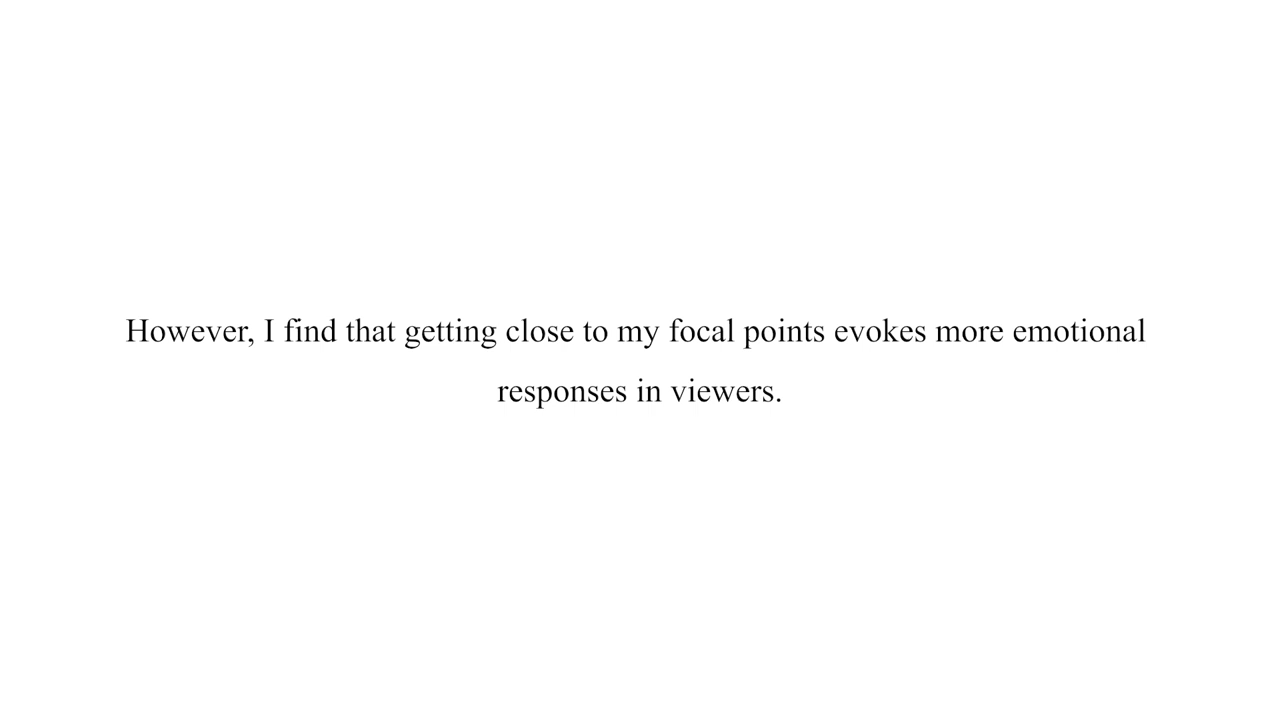 However, I find that getting close to my focal points evokes more emotional
responses in viewers.